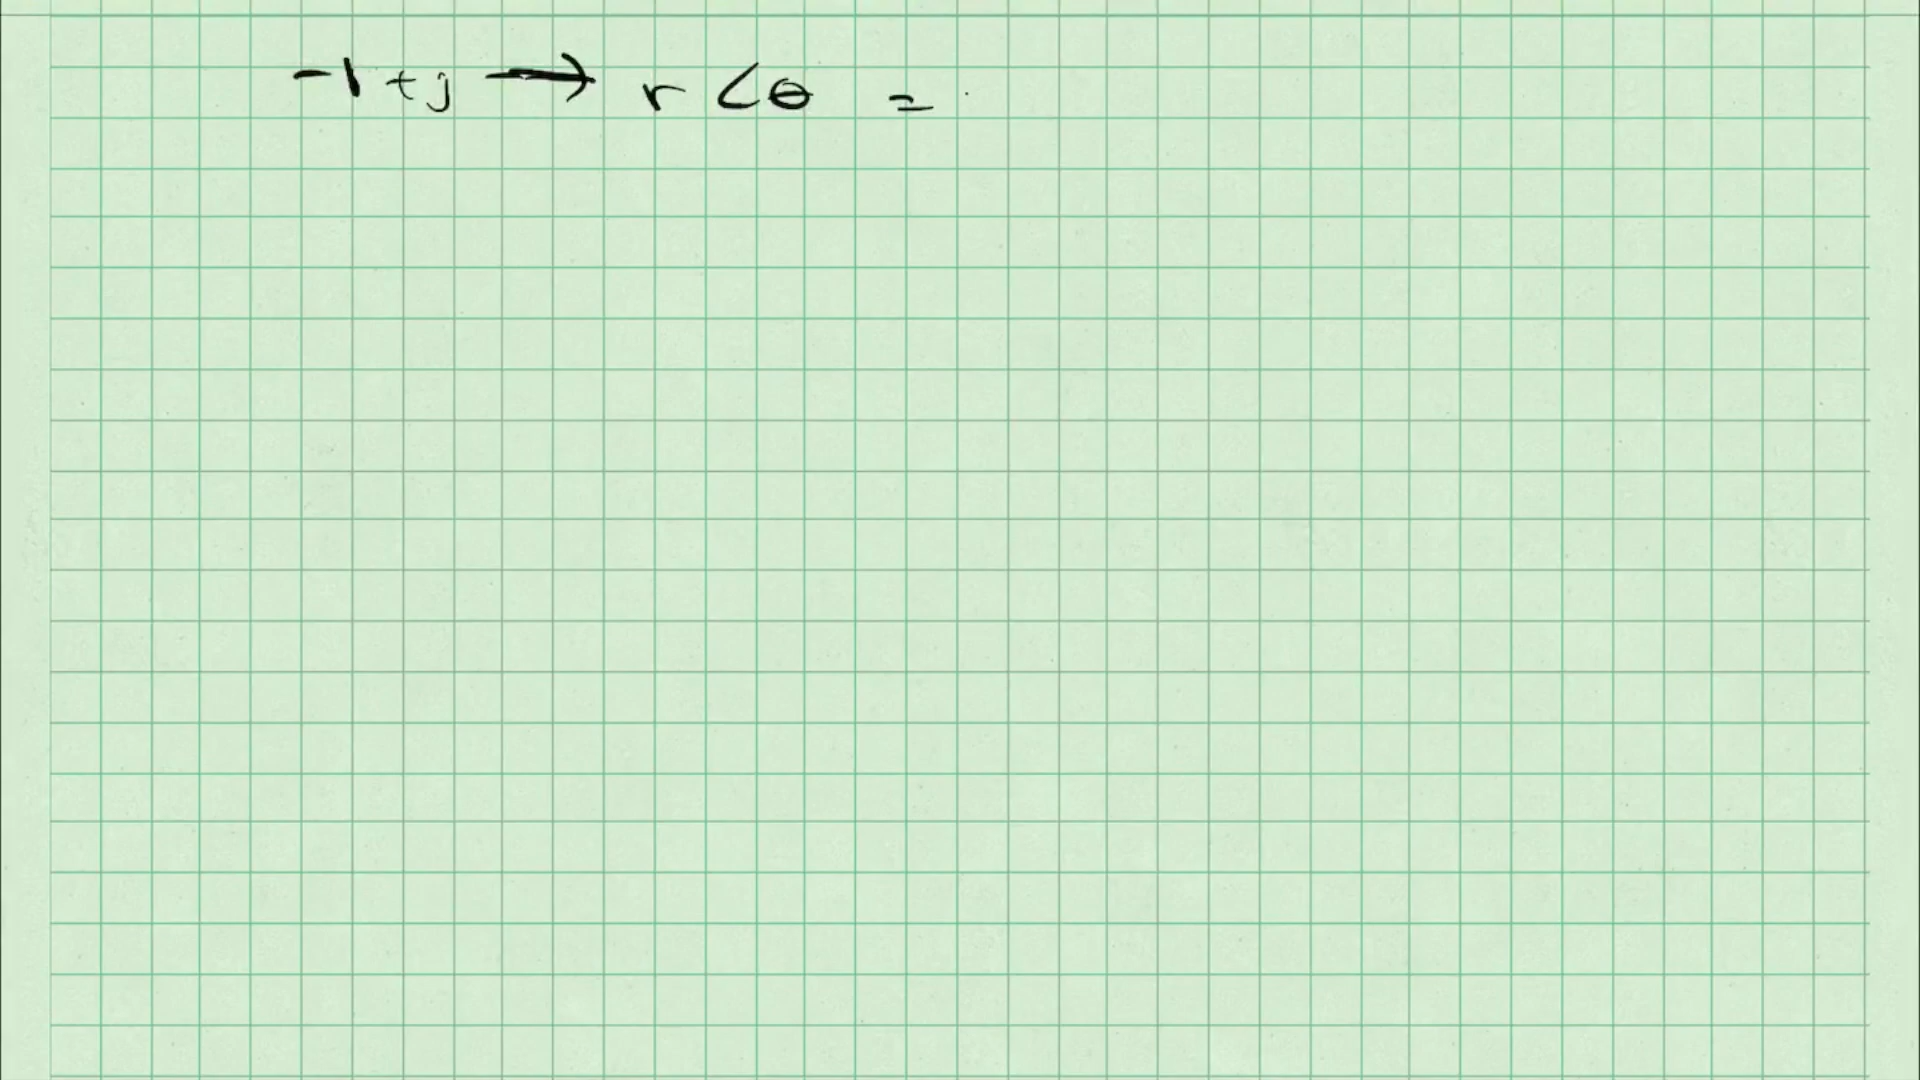 -1 + j → r ∠θ =